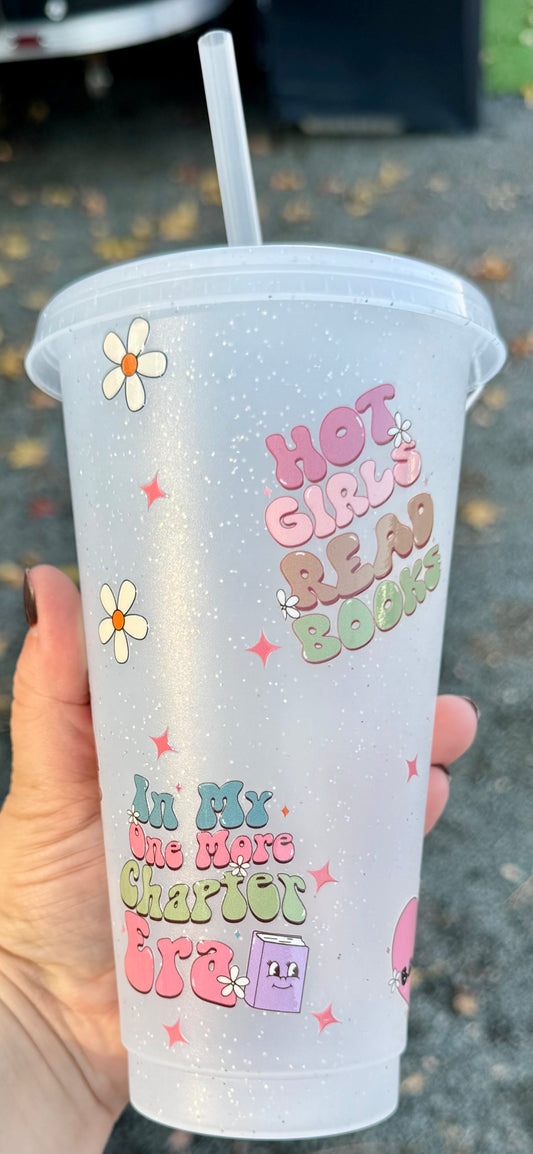 HOT
GIRLS
READ
BOOKS
In My
One More
Chapter
Era